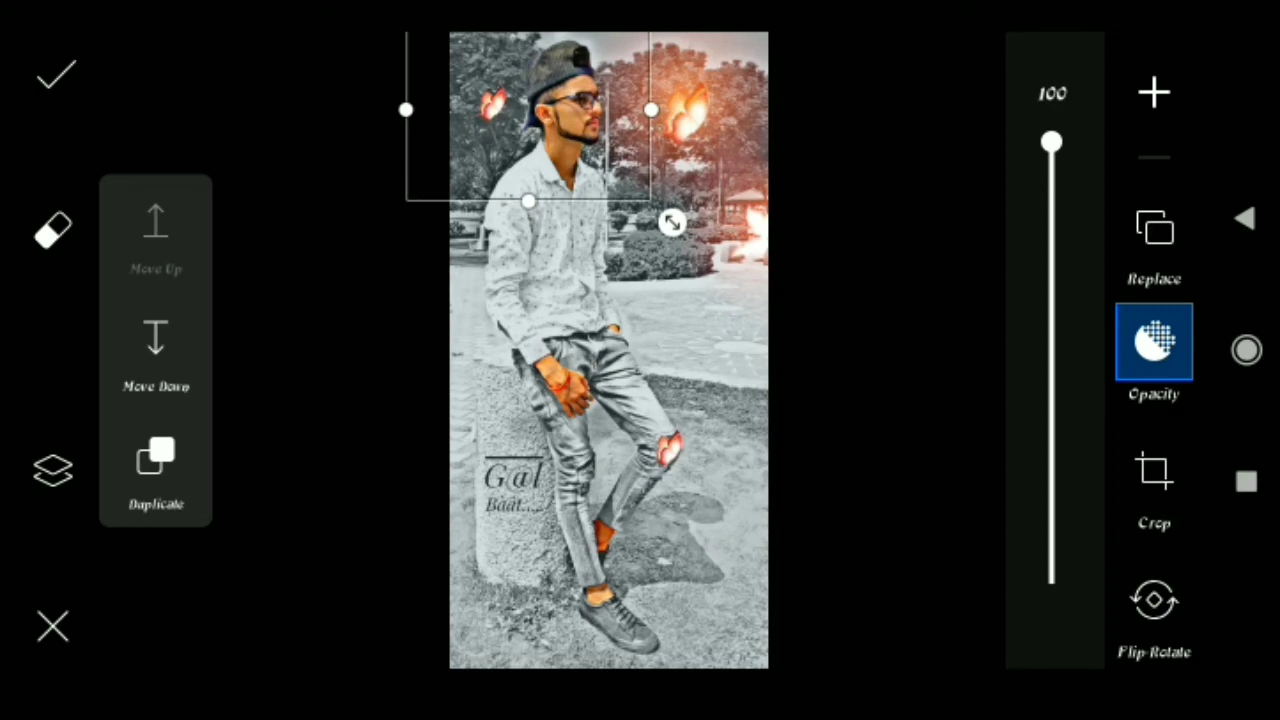 Move Up
Move Down
Duplicate
G@l
Baat....
100
Replace
Opacity
Crop
Flip-Rotate